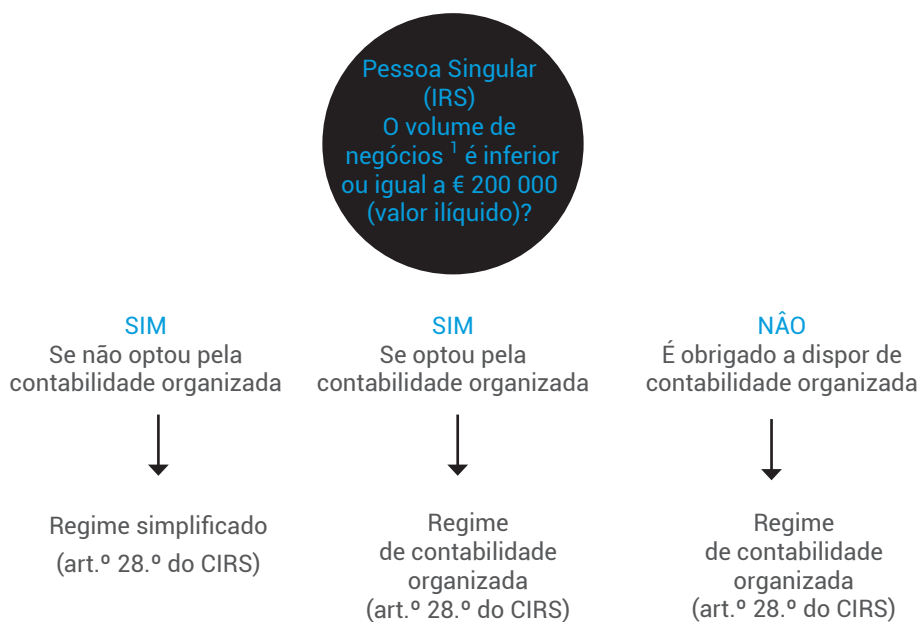 Pessoa Singular
(IRS)
O volume de
negócios ¹ é inferior
ou igual a € 200 000
(valor ilíquido)?
SIM
Se não optou pela
contabilidade organizada
Regime simplificado
(art.º 28.º do CIRS)
SIM
Se optou pela
contabilidade organizada
Regime
de contabilidade
organizada
(art.º 28.º do CIRS)
NÂO
É obrigado a dispor de
contabilidade organizada
Regime
de contabilidade
organizada
(art.º 28.º do CIRS)